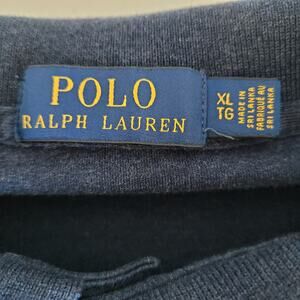 POLO
RALPH LAUREN
XL
TG
MADE IN
SRI LANKA
FABRIQUÉ AU
SRI LANKA